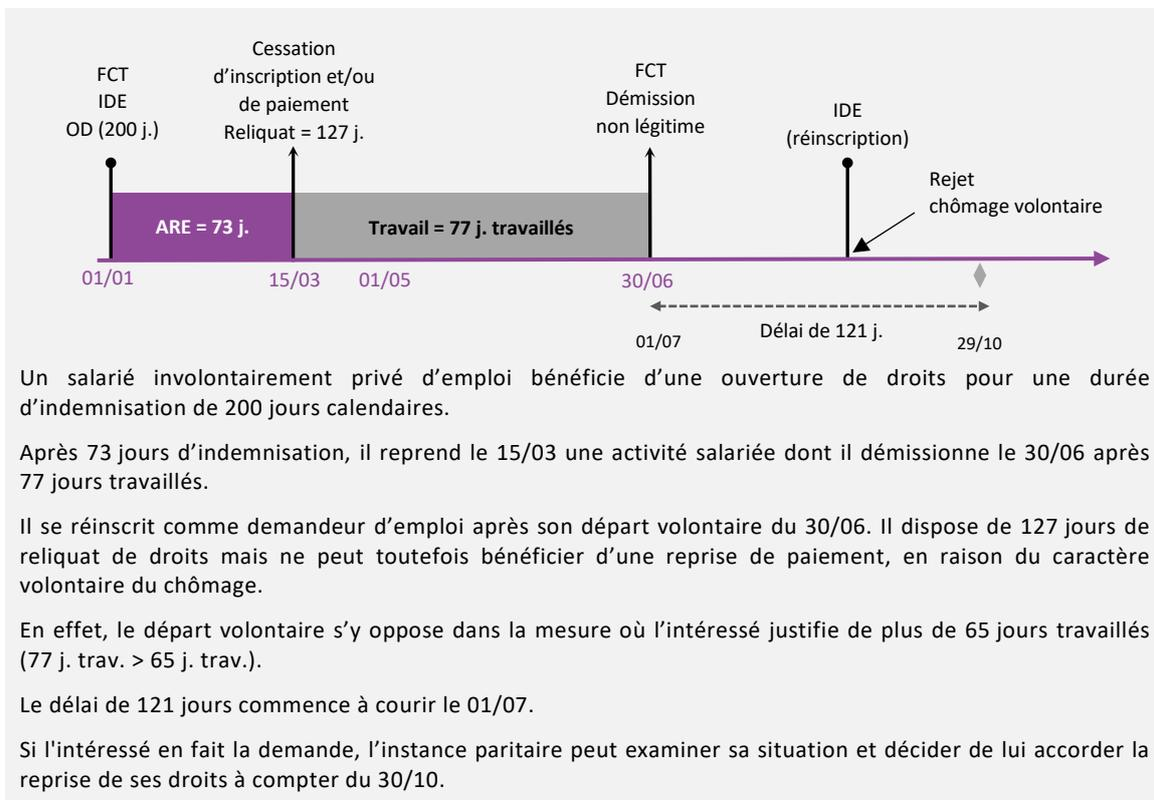 Cessation
d’inscription et/ou
de paiement
Reliquat = 127 j.
FCT
IDE
OD (200 j.)
FCT
Démission
non légitime
IDE
(réinscription)
Rejet
chômage volontaire
ARE = 73 j.
Travail = 77 j. travaillés
01/01
15/03
01/05
30/06
01/07
Délai de 121 j.
29/10
Un salarié involontairement privé d’emploi bénéficie d’une ouverture de droits pour une durée
d’indemnisation de 200 jours calendaires.
Après 73 jours d’indemnisation, il reprend le 15/03 une activité salariée dont il démissionne le 30/06 après
77 jours travaillés.
Il se réinscrit comme demandeur d’emploi après son départ volontaire du 30/06. Il dispose de 127 jours de
reliquat de droits mais ne peut toutefois bénéficier d’une reprise de paiement, en raison du caractère
volontaire du chômage.
En effet, le départ volontaire s’y oppose dans la mesure où l’intéressé justifie de plus de 65 jours travaillés
(77 j. trav. > 65 j. trav.).
Le délai de 121 jours commence à courir le 01/07.
Si l'intéressé en fait la demande, l’instance paritaire peut examiner sa situation et décider de lui accorder la
reprise de ses droits à compter du 30/10.